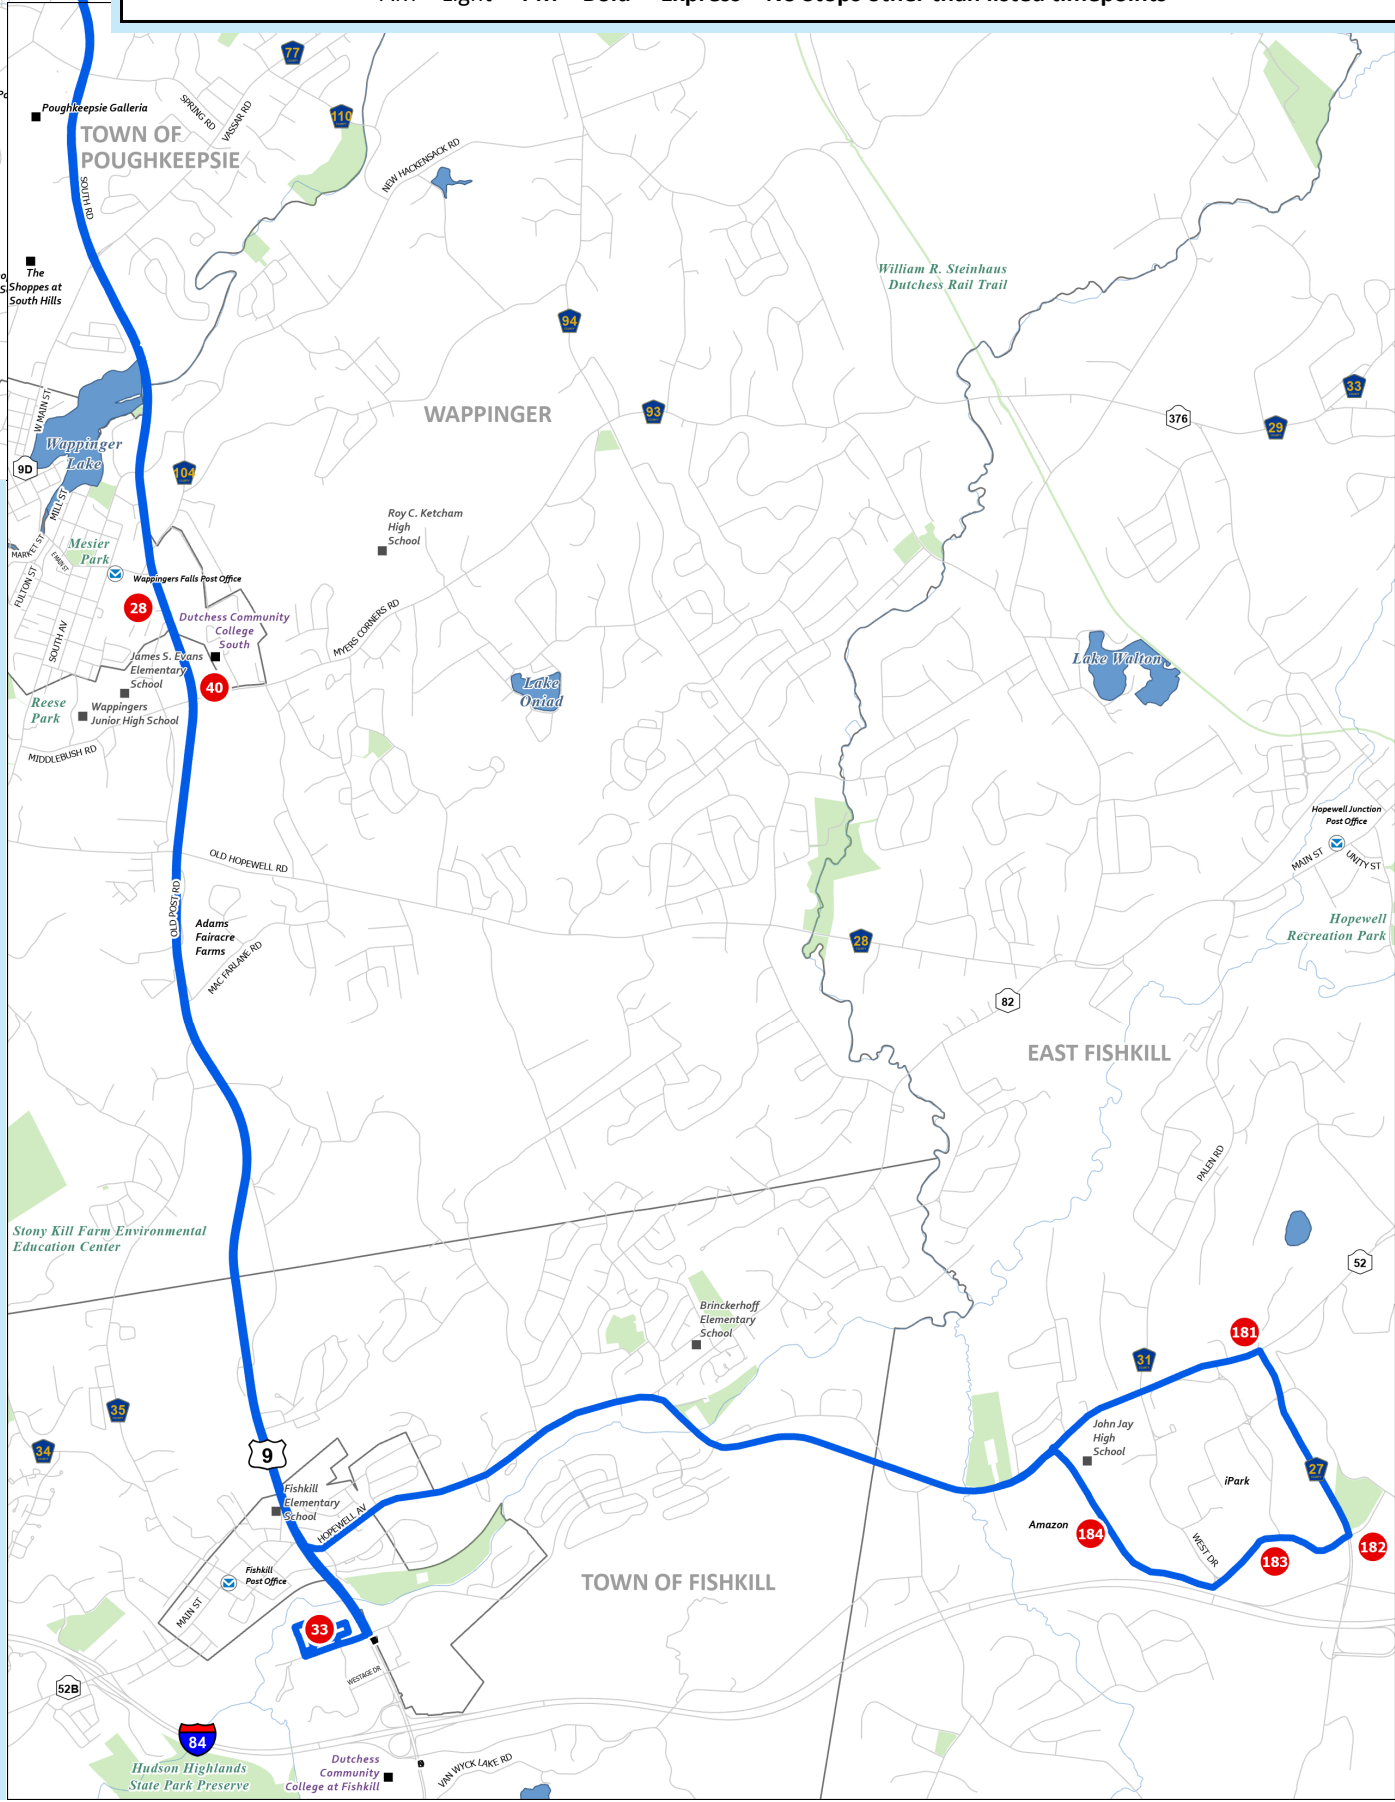 77
Poughkeepsie Galleria
SPRING RD
VASSAR RD
110
TOWN OF
POUGHKEEPSIE
NEW HACKENSACK RD
SOUTH RD
The
Shoppes at
South Hills
William R. Steinhaus
Dutchess Rail Trail
94
33
W MAIN ST
WAPPINGER
93
376
29
Wappinger
Lake
9D
104
MILL ST
Roy C. Ketcham
High
School
MARKET ST
Mesier
Park
E MAIN ST
Wappingers Falls Post Office
FULTON ST
28
Dutchess Community
College
South
MYERS CORNERS RD
SOUTH AV
James S. Evans
Elementary
School
Lake Walton
40
Lake
Oniad
Reese
Park
Wappingers
Junior High School
MIDDLEBUSH RD
Hopewell Junction
Post Office
MAIN ST
UNITY ST
OLD HOPEWELL RD
OLD POST RD
Adams
Fairacre
Farms
MAC FARLANE RD
28
Hopewell
Recreation Park
82
EAST FISHKILL
PALEN RD
Stony Kill Farm Environmental
Education Center
52
Brinckerhoff
Elementary
School
181
31
35
John Jay
High
School
34
9
27
iPark
Fishkill
Elementary
School
HOPEWELL AV
Amazon
184
WEST DR
183
182
Fishkill
Post Office
TOWN OF FISHKILL
MAIN ST
33
WESTAGE DR
52B
84
Hudson Highlands
State Park Preserve
Dutchess
Community
College at Fishkill
VAN WYCK LAKE RD